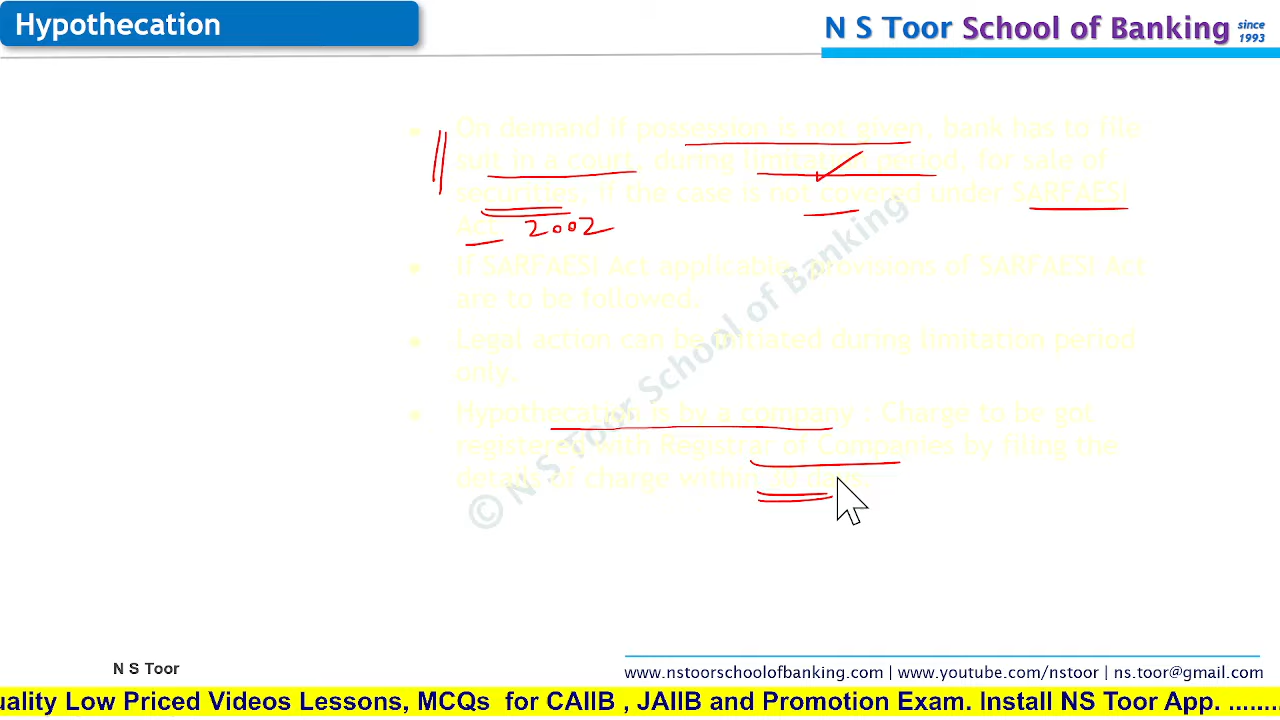 Hypothecation
N S Toor School of Banking since 1993
• On demand if possession is not given, bank has to file
suit in a court, during limitation period, for sale of
securities, if the case is not covered under SARFAESI
Act. 2002
• If SARFAESI Act applicable, provisions of SARFAESI Act
are to be followed.
• Legal action can be initiated during limitation period
only.
• Hypothecation is by a company : Charge to be got
registered with Registrar of Companies by filing the
details of charge within 30 days.
© N S Toor School of Banking
N S Toor
www.nstoorschoolofbanking.com | www.youtube.com/nstoor | ns.toor@gmail.com
uality Low Priced Videos Lessons, MCQs for CAIIB , JAIIB and Promotion Exam. Install NS Toor App. ........